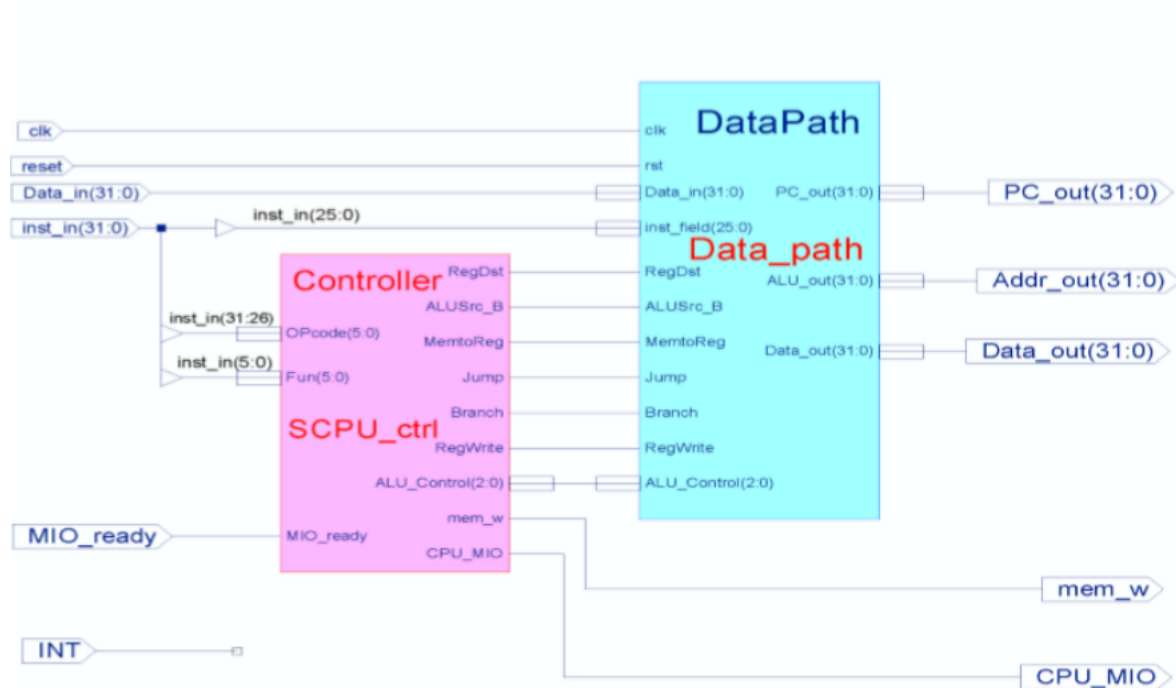 clk
reset
Data_in(31:0)
inst_in(31:0)
inst_in(25:0)
inst_in(31:26)
inst_in(5:0)
MIO_ready
INT
Controller
SCPU_ctrl
OPcode(5:0)
Fun(5:0)
MIO_ready
RegDst
ALUSrc_B
MemtoReg
Jump
Branch
RegWrite
ALU_Control(2:0)
mem_w
CPU_MIO
DataPath
Data_path
clk
rst
Data_in(31:0)
inst_field(25:0)
RegDst
ALUSrc_B
MemtoReg
Jump
Branch
RegWrite
ALU_Control(2:0)
PC_out(31:0)
ALU_out(31:0)
Data_out(31:0)
PC_out(31:0)
Addr_out(31:0)
Data_out(31:0)
mem_w
CPU_MIO